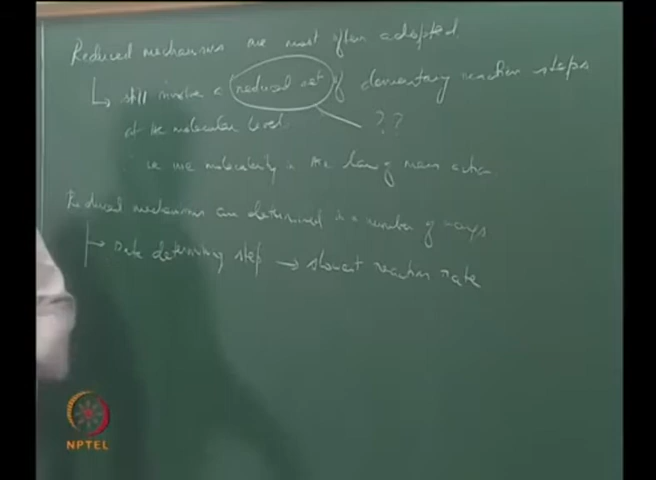 Reduced mechanisms are most often adopted.
↳ still involve a reduced set of elementary reaction steps
at the molecular level. ??
i.e. use molecularity in the law of mass action
Reduced mechanisms are determined in a number of ways
↳ Rate determining step → slowest reaction rate
NPTEL